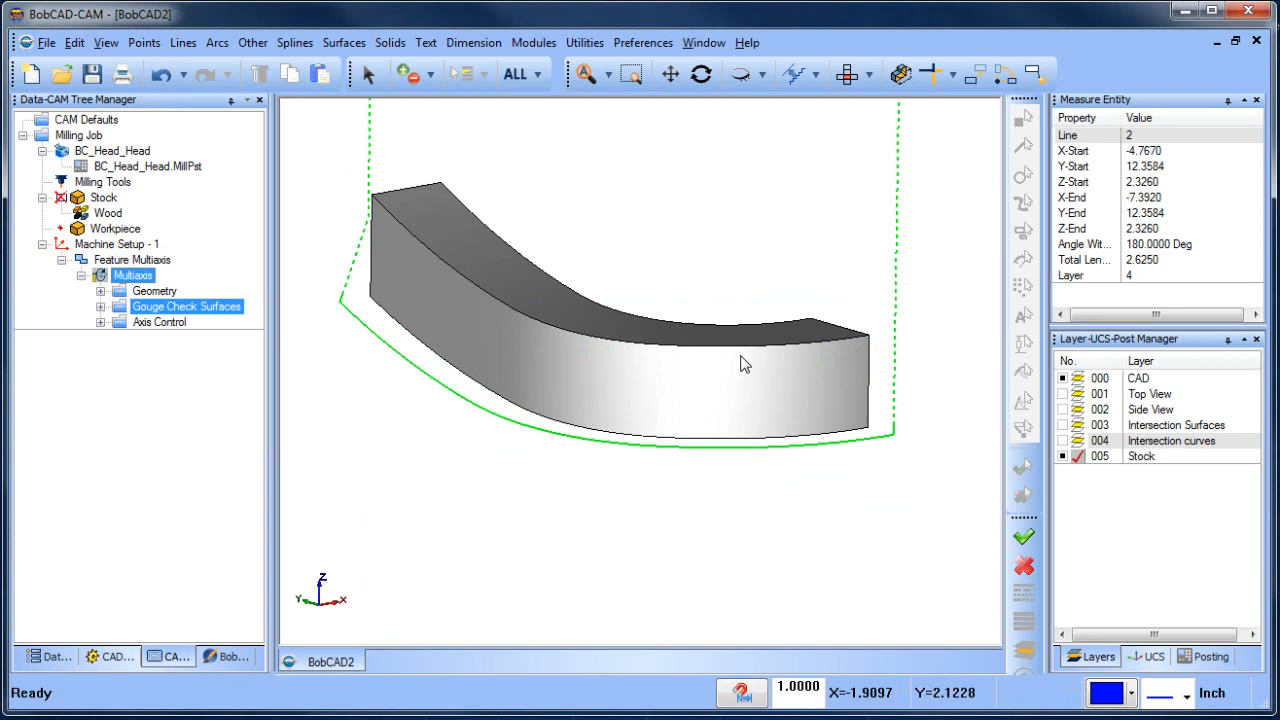 BobCAD-CAM - [BobCAD2]
File Edit View Points Lines Arcs Other Splines Surfaces Solids Text Dimension Modules Utilities Preferences Window Help
ALL
Data-CAM Tree Manager
CAM Defaults
Milling Job
BC_Head_Head
BC_Head_Head.MillPst
Milling Tools
Stock
Wood
Workpiece
Machine Setup - 1
Feature Multiaxis
Multiaxis
Geometry
Gouge Check Surfaces
Axis Control
Dat... CAD... CA... Bob...
Z
Y X
BobCAD2
Measure Entity
Property Value
Line 2
X-Start -4.7670
Y-Start 12.3584
Z-Start 2.3260
X-End -7.3920
Y-End 12.3584
Z-End 2.3260
Angle Wit... 180.0000 Deg
Total Len... 2.6250
Layer 4
Layer-UCS-Post Manager
No. Layer
000 CAD
001 Top View
002 Side View
003 Intersection Surfaces
004 Intersection curves
005 Stock
Layers UCS Posting
Ready 1.0000 X=-1.9097 Y=2.1228 Inch